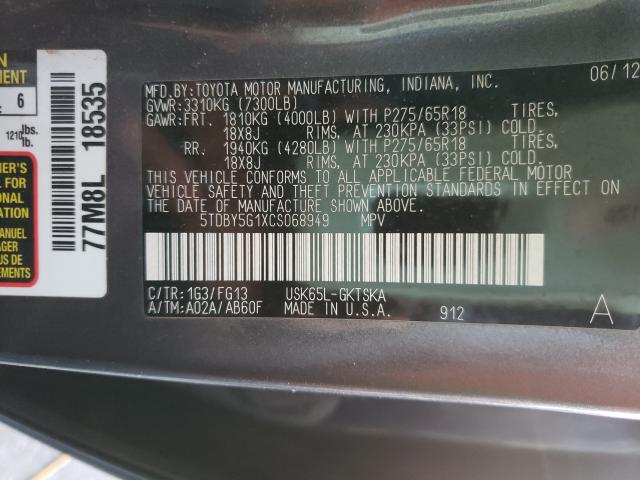 MFD.BY:TOYOTA MOTOR MANUFACTURING, INDIANA, INC. 06/12
GVWR:3310KG (7300LB)
GAWR:FRT. 1810KG (4000LB) WITH P275/65R18 TIRES,
18X8J RIMS, AT 230KPA (33PSI) COLD.
RR. 1940KG (4280LB) WITH P275/65R18 TIRES,
18X8J RIMS, AT 230KPA (33PSI) COLD.
THIS VEHICLE CONFORMS TO ALL APPLICABLE FEDERAL MOTOR
VEHICLE SAFETY AND THEFT PREVENTION STANDARDS IN EFFECT ON
THE DATE OF MANUFACTURE SHOWN ABOVE.
5TDBY5G1XCS068949 MPV
C/TR:1G3/FG13 USK65L-GKTSKA
A/TM:A02A/AB60F MADE IN U.S.A. 912 A
77M8L 18535
6
1210 lbs.
lb.
MANUEL